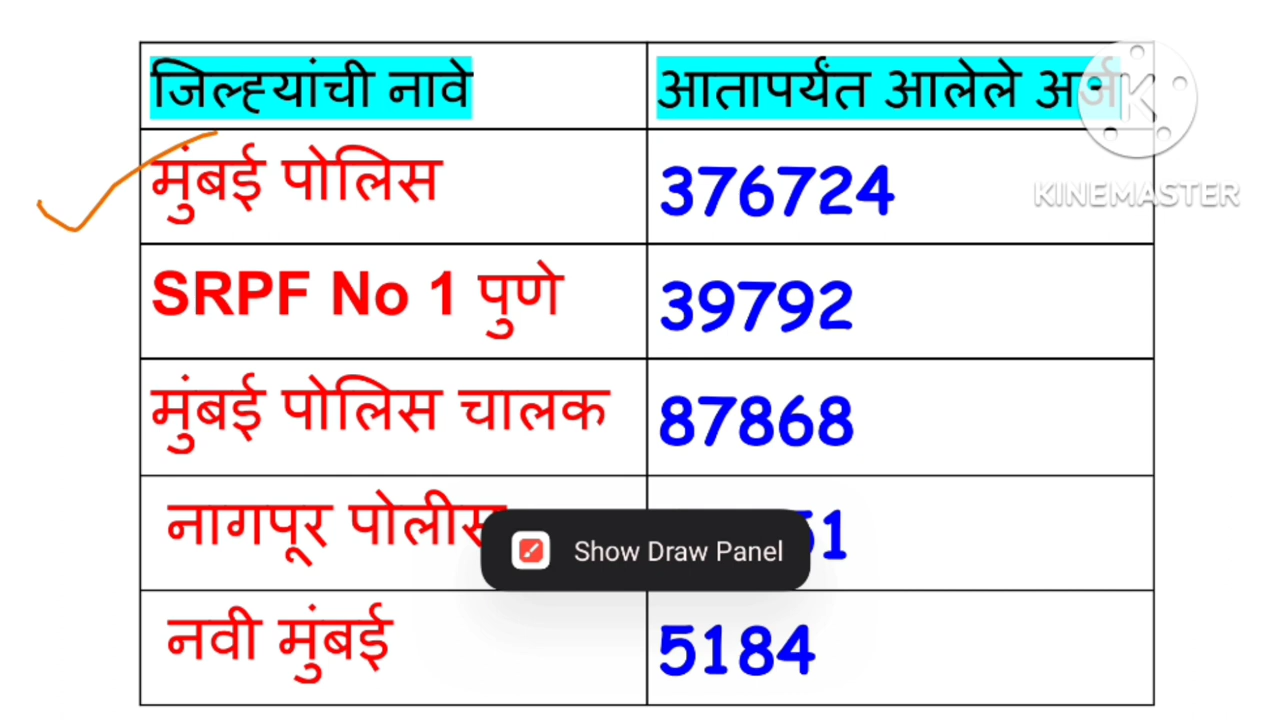 जिल्ह्यांची नावे आतापर्यंत आलेले अर्ज
मुंबई पोलिस 376724
KINEMASTER
SRPF No 1 पुणे 39792
मुंबई पोलिस चालक 87868
नागपूर पोलीस
Show Draw Panel
नवी मुंबई 5184